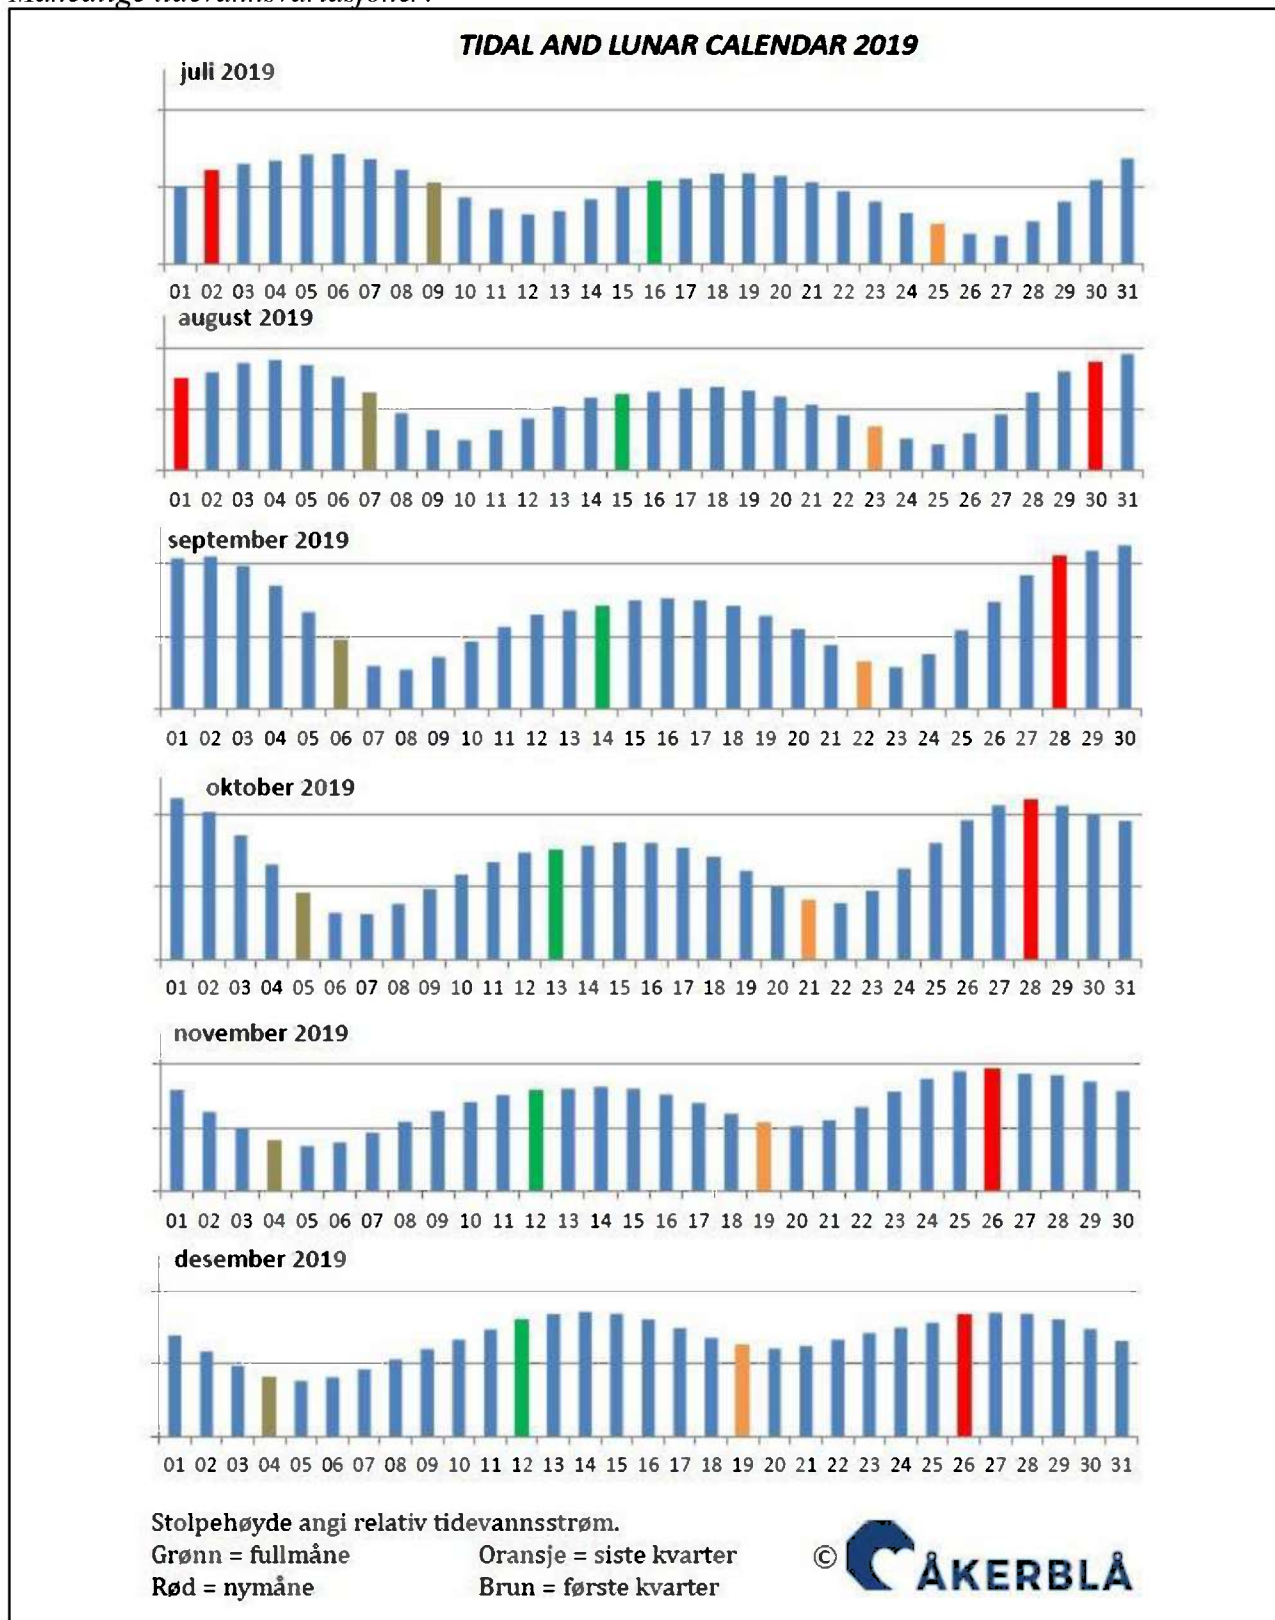 Månedlige tidevannsvariasjoner:
TIDAL AND LUNAR CALENDAR 2019
juli 2019
01 02 03 04 05 06 07 08 09 10 11 12 13 14 15 16 17 18 19 20 21 22 23 24 25 26 27 28 29 30 31
august 2019
01 02 03 04 05 06 07 08 09 10 11 12 13 14 15 16 17 18 19 20 21 22 23 24 25 26 27 28 29 30 31
september 2019
01 02 03 04 05 06 07 08 09 10 11 12 13 14 15 16 17 18 19 20 21 22 23 24 25 26 27 28 29 30
oktober 2019
01 02 03 04 05 06 07 08 09 10 11 12 13 14 15 16 17 18 19 20 21 22 23 24 25 26 27 28 29 30 31
november 2019
01 02 03 04 05 06 07 08 09 10 11 12 13 14 15 16 17 18 19 20 21 22 23 24 25 26 27 28 29 30
desember 2019
01 02 03 04 05 06 07 08 09 10 11 12 13 14 15 16 17 18 19 20 21 22 23 24 25 26 27 28 29 30 31
Stolpehøyde angi relativ tidevannsstrøm.
Grønn = fullmåne Oransje = siste kvarter
Rød = nymåne Brun = første kvarter
© ÅKERBLÅ